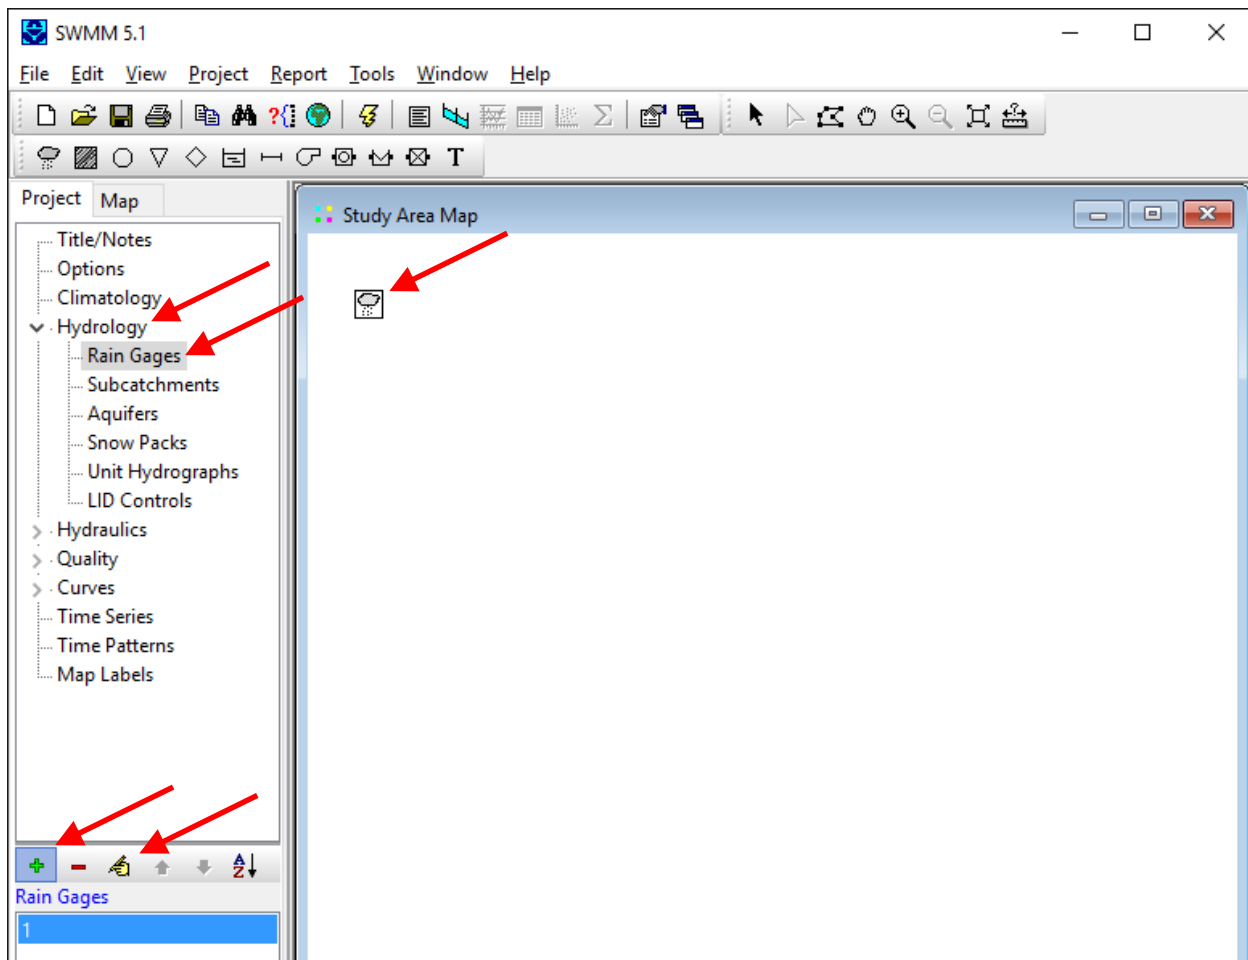 SWMM 5.1
File Edit View Project Report Tools Window Help
T
Project Map
Study Area Map
Title/Notes
Options
Climatology
Hydrology
Rain Gages
Subcatchments
Aquifers
Snow Packs
Unit Hydrographs
LID Controls
Hydraulics
Quality
Curves
Time Series
Time Patterns
Map Labels
Rain Gages
1